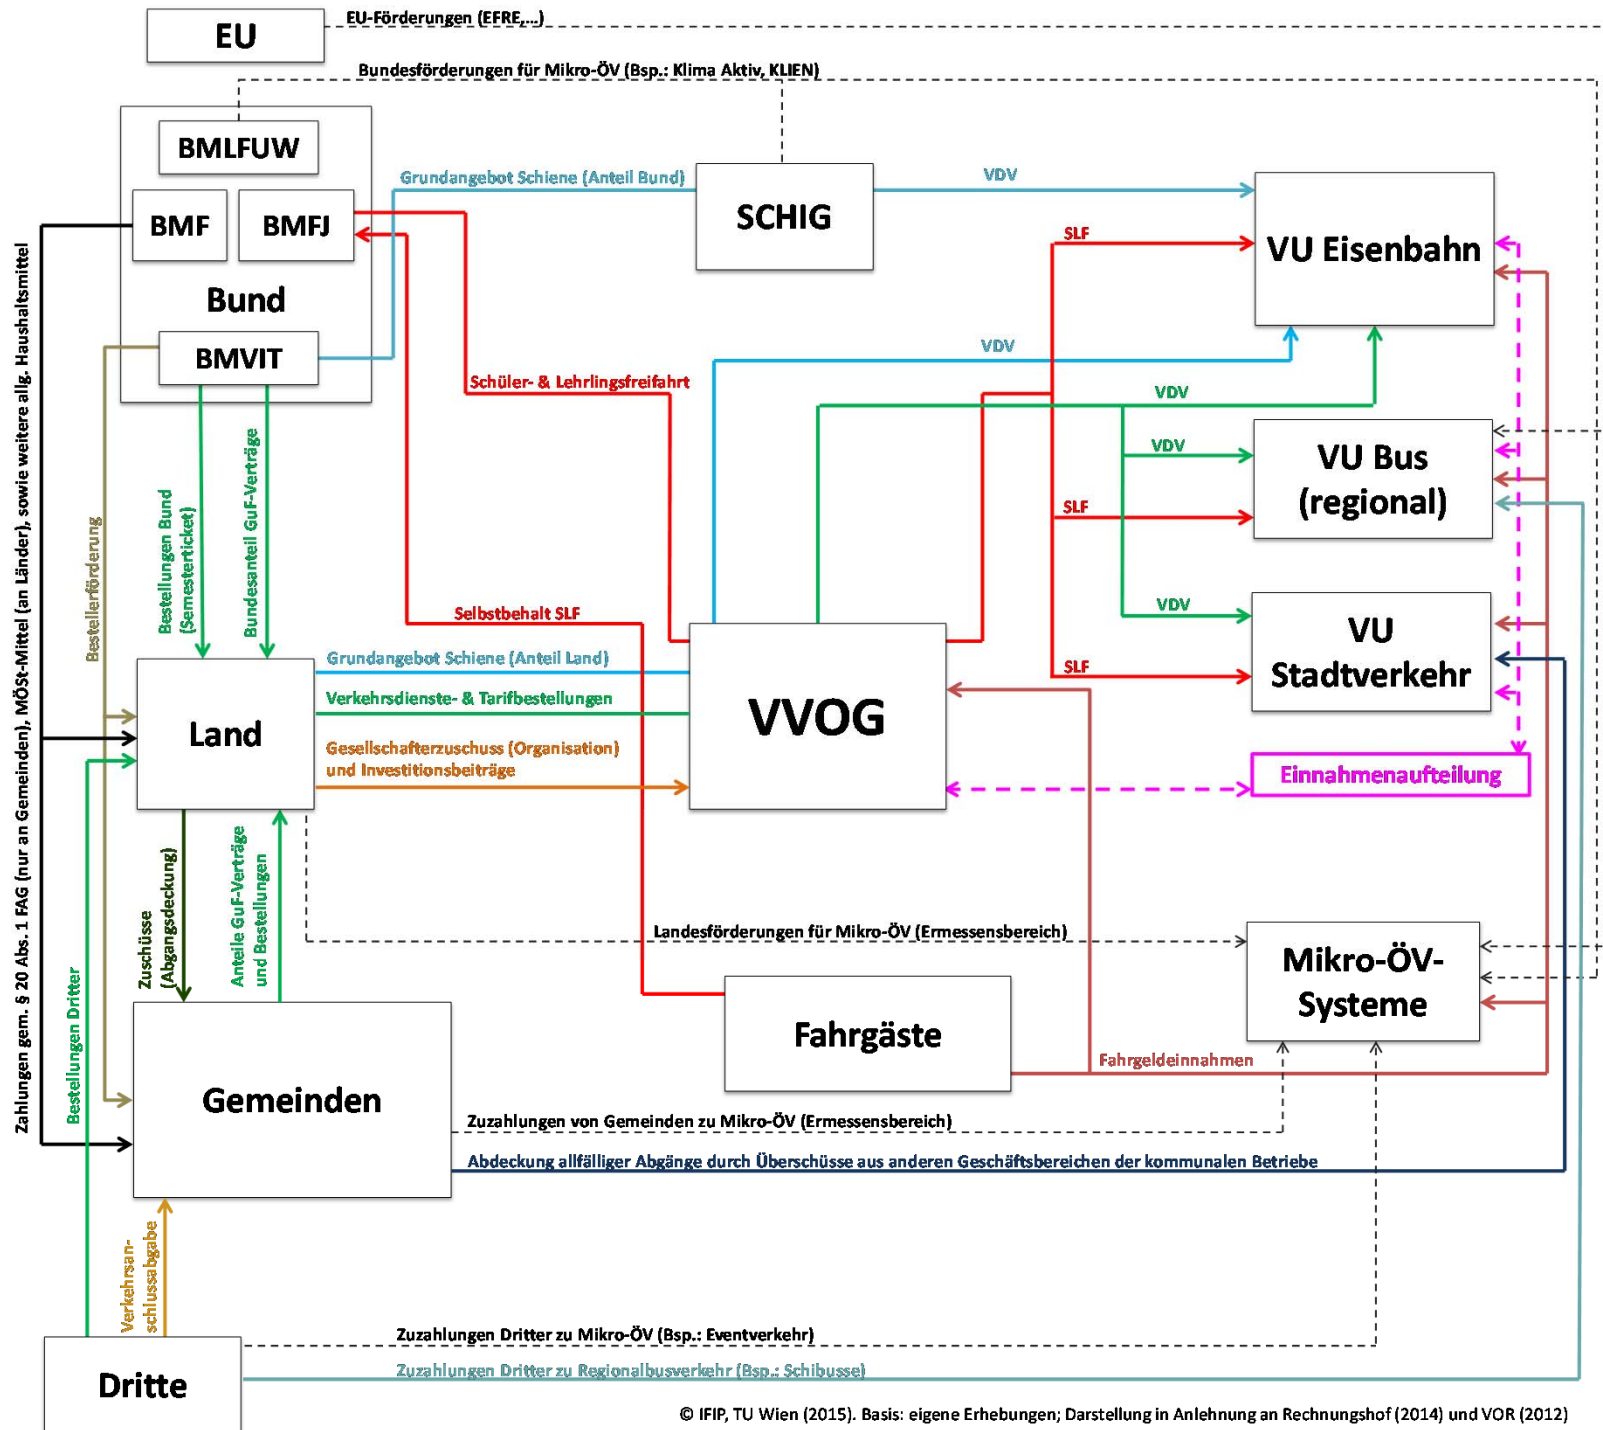 EU
EU-Förderungen (EFRE,...)
Bundesförderungen für Mikro-ÖV (Bsp.: Klima Aktiv, KLIEN)
BMLFUW
BMF
BMFJ
Bund
BMVIT
Grundangebot Schiene (Anteil Bund)
SCHIG
VDV
VU Eisenbahn
SLF
VDV
Schüler- & Lehrlingsfreifahrt
VDV
VDV
VU Bus
(regional)
SLF
Zahlungen gem. § 20 Abs. 1 FAG (nur an Gemeinden), MÖSt-Mittel (an Länder), sowie weitere allg. Haushaltsmittel
Bestellerförderung
Bestellungen Bund
(Semesterticket)
Bundesanteil GuF-Verträge
Selbstbehalt SLF
VDV
VU
Stadtverkehr
SLF
Grundangebot Schiene (Anteil Land)
Verkehrsdienste- & Tarifbestellungen
Land
VVOG
Gesellschafterzuschuss (Organisation)
und Investitionsbeiträge
Einnahmenaufteilung
Zuschüsse
(Abgangsdeckung)
Anteile GuF-Verträge
und Bestellungen
Landesförderungen für Mikro-ÖV (Ermessensbereich)
Mikro-ÖV-
Systeme
Bestellungen Dritter
Fahrgäste
Fahrgeldeinnahmen
Gemeinden
Zuzahlungen von Gemeinden zu Mikro-ÖV (Ermessensbereich)
Abdeckung allfälliger Abgänge durch Überschüsse aus anderen Geschäftsbereichen der kommunalen Betriebe
Verkehrsan-
schlussabgabe
Zuzahlungen Dritter zu Mikro-ÖV (Bsp.: Eventverkehr)
Zuzahlungen Dritter zu Regionalbusverkehr (Bsp.: Schibusse)
Dritte
© IFIP, TU Wien (2015). Basis: eigene Erhebungen; Darstellung in Anlehnung an Rechnungshof (2014) und VOR (2012)